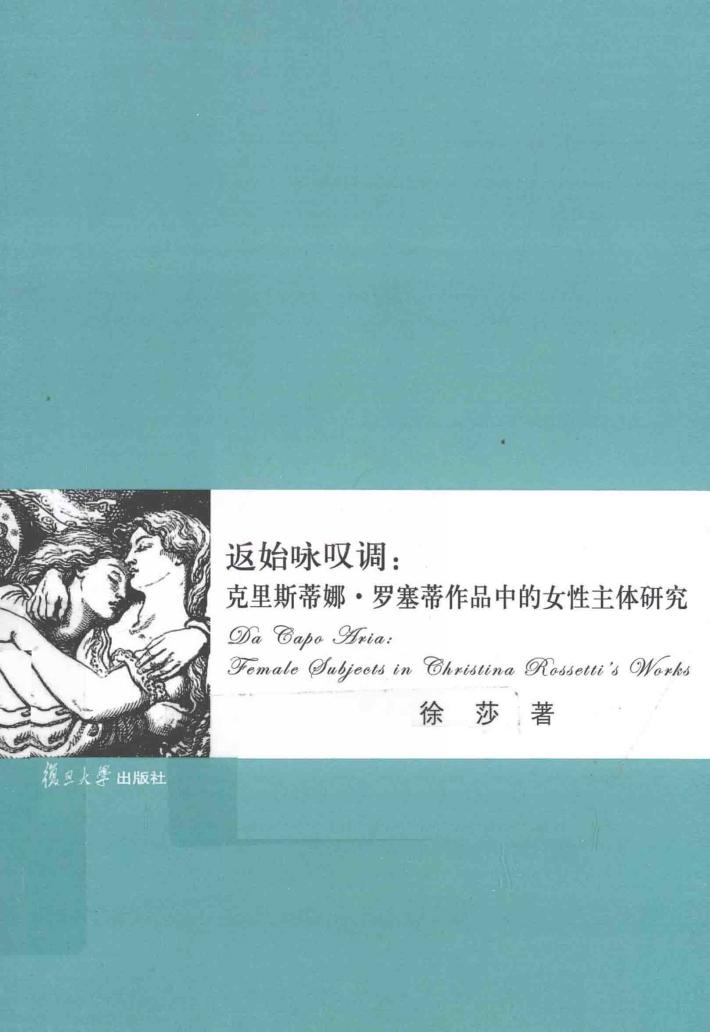 返始咏叹调：
克里斯蒂娜·罗塞蒂作品中的女性主体研究
Da Capo Aria:
Female Subjects in Christina Rossetti's Works
徐 莎 著
復旦大學出版社